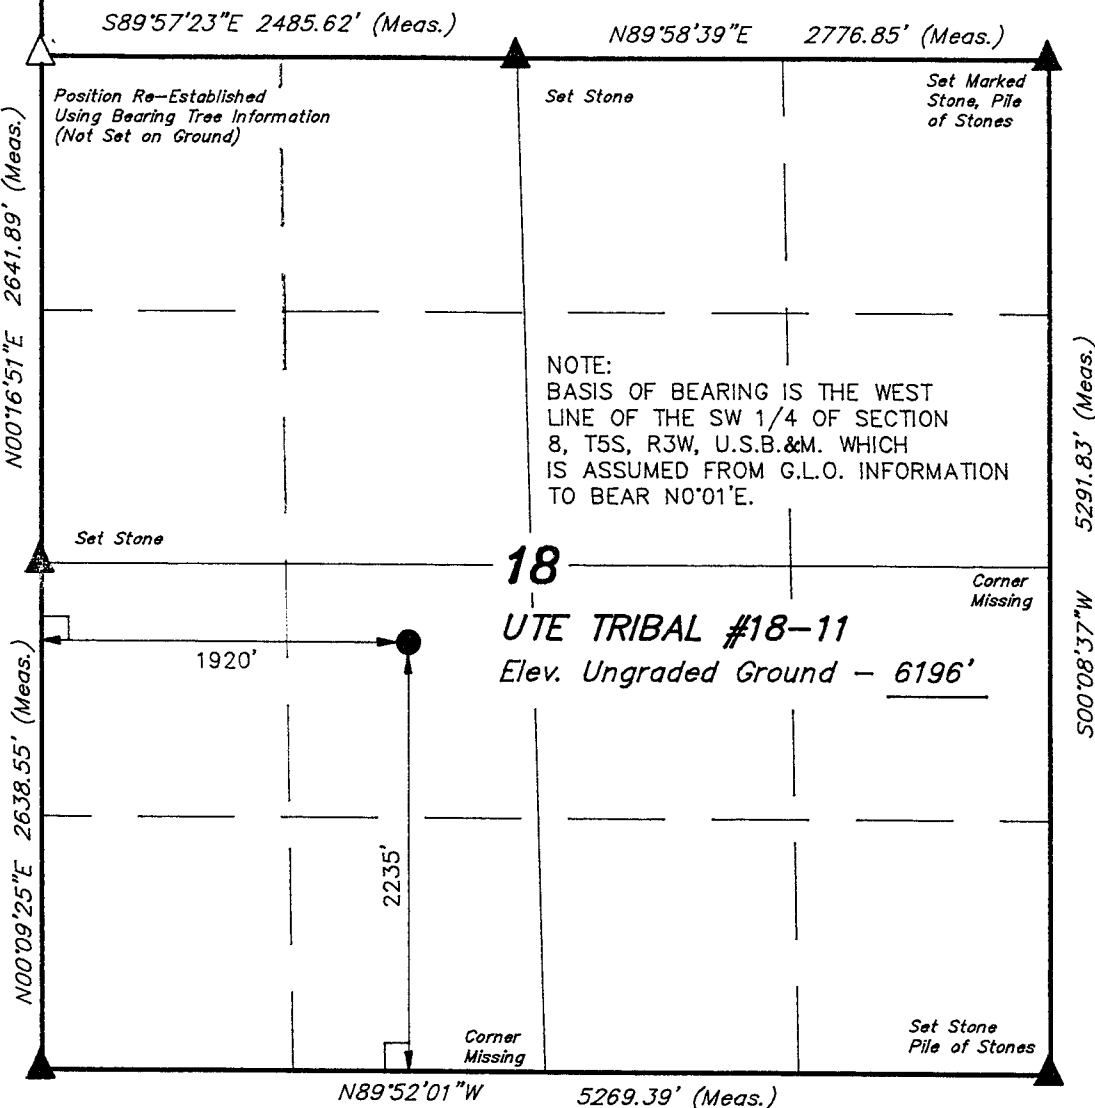 S89°57'23"E 2485.62' (Meas.)
N89°58'39"E 2776.85' (Meas.)
Position Re-Established
Using Bearing Tree Information
(Not Set on Ground)
Set Stone
Set Marked
Stone, Pile
of Stones
N00°16'51"E 2641.89' (Meas.)
NOTE:
BASIS OF BEARING IS THE WEST
LINE OF THE SW 1/4 OF SECTION
8, T5S, R3W, U.S.B.&M. WHICH
IS ASSUMED FROM G.L.O. INFORMATION
TO BEAR N0°01'E.
S00°08'37"W 5291.83' (Meas.)
Set Stone
18
Corner
Missing
UTE TRIBAL #18-11
Elev. Ungraded Ground - 6196'
1920'
N00°09'25"E 2638.55' (Meas.)
2235'
Corner
Missing
Set Stone
Pile of Stones
N89°52'01"W 5269.39' (Meas.)